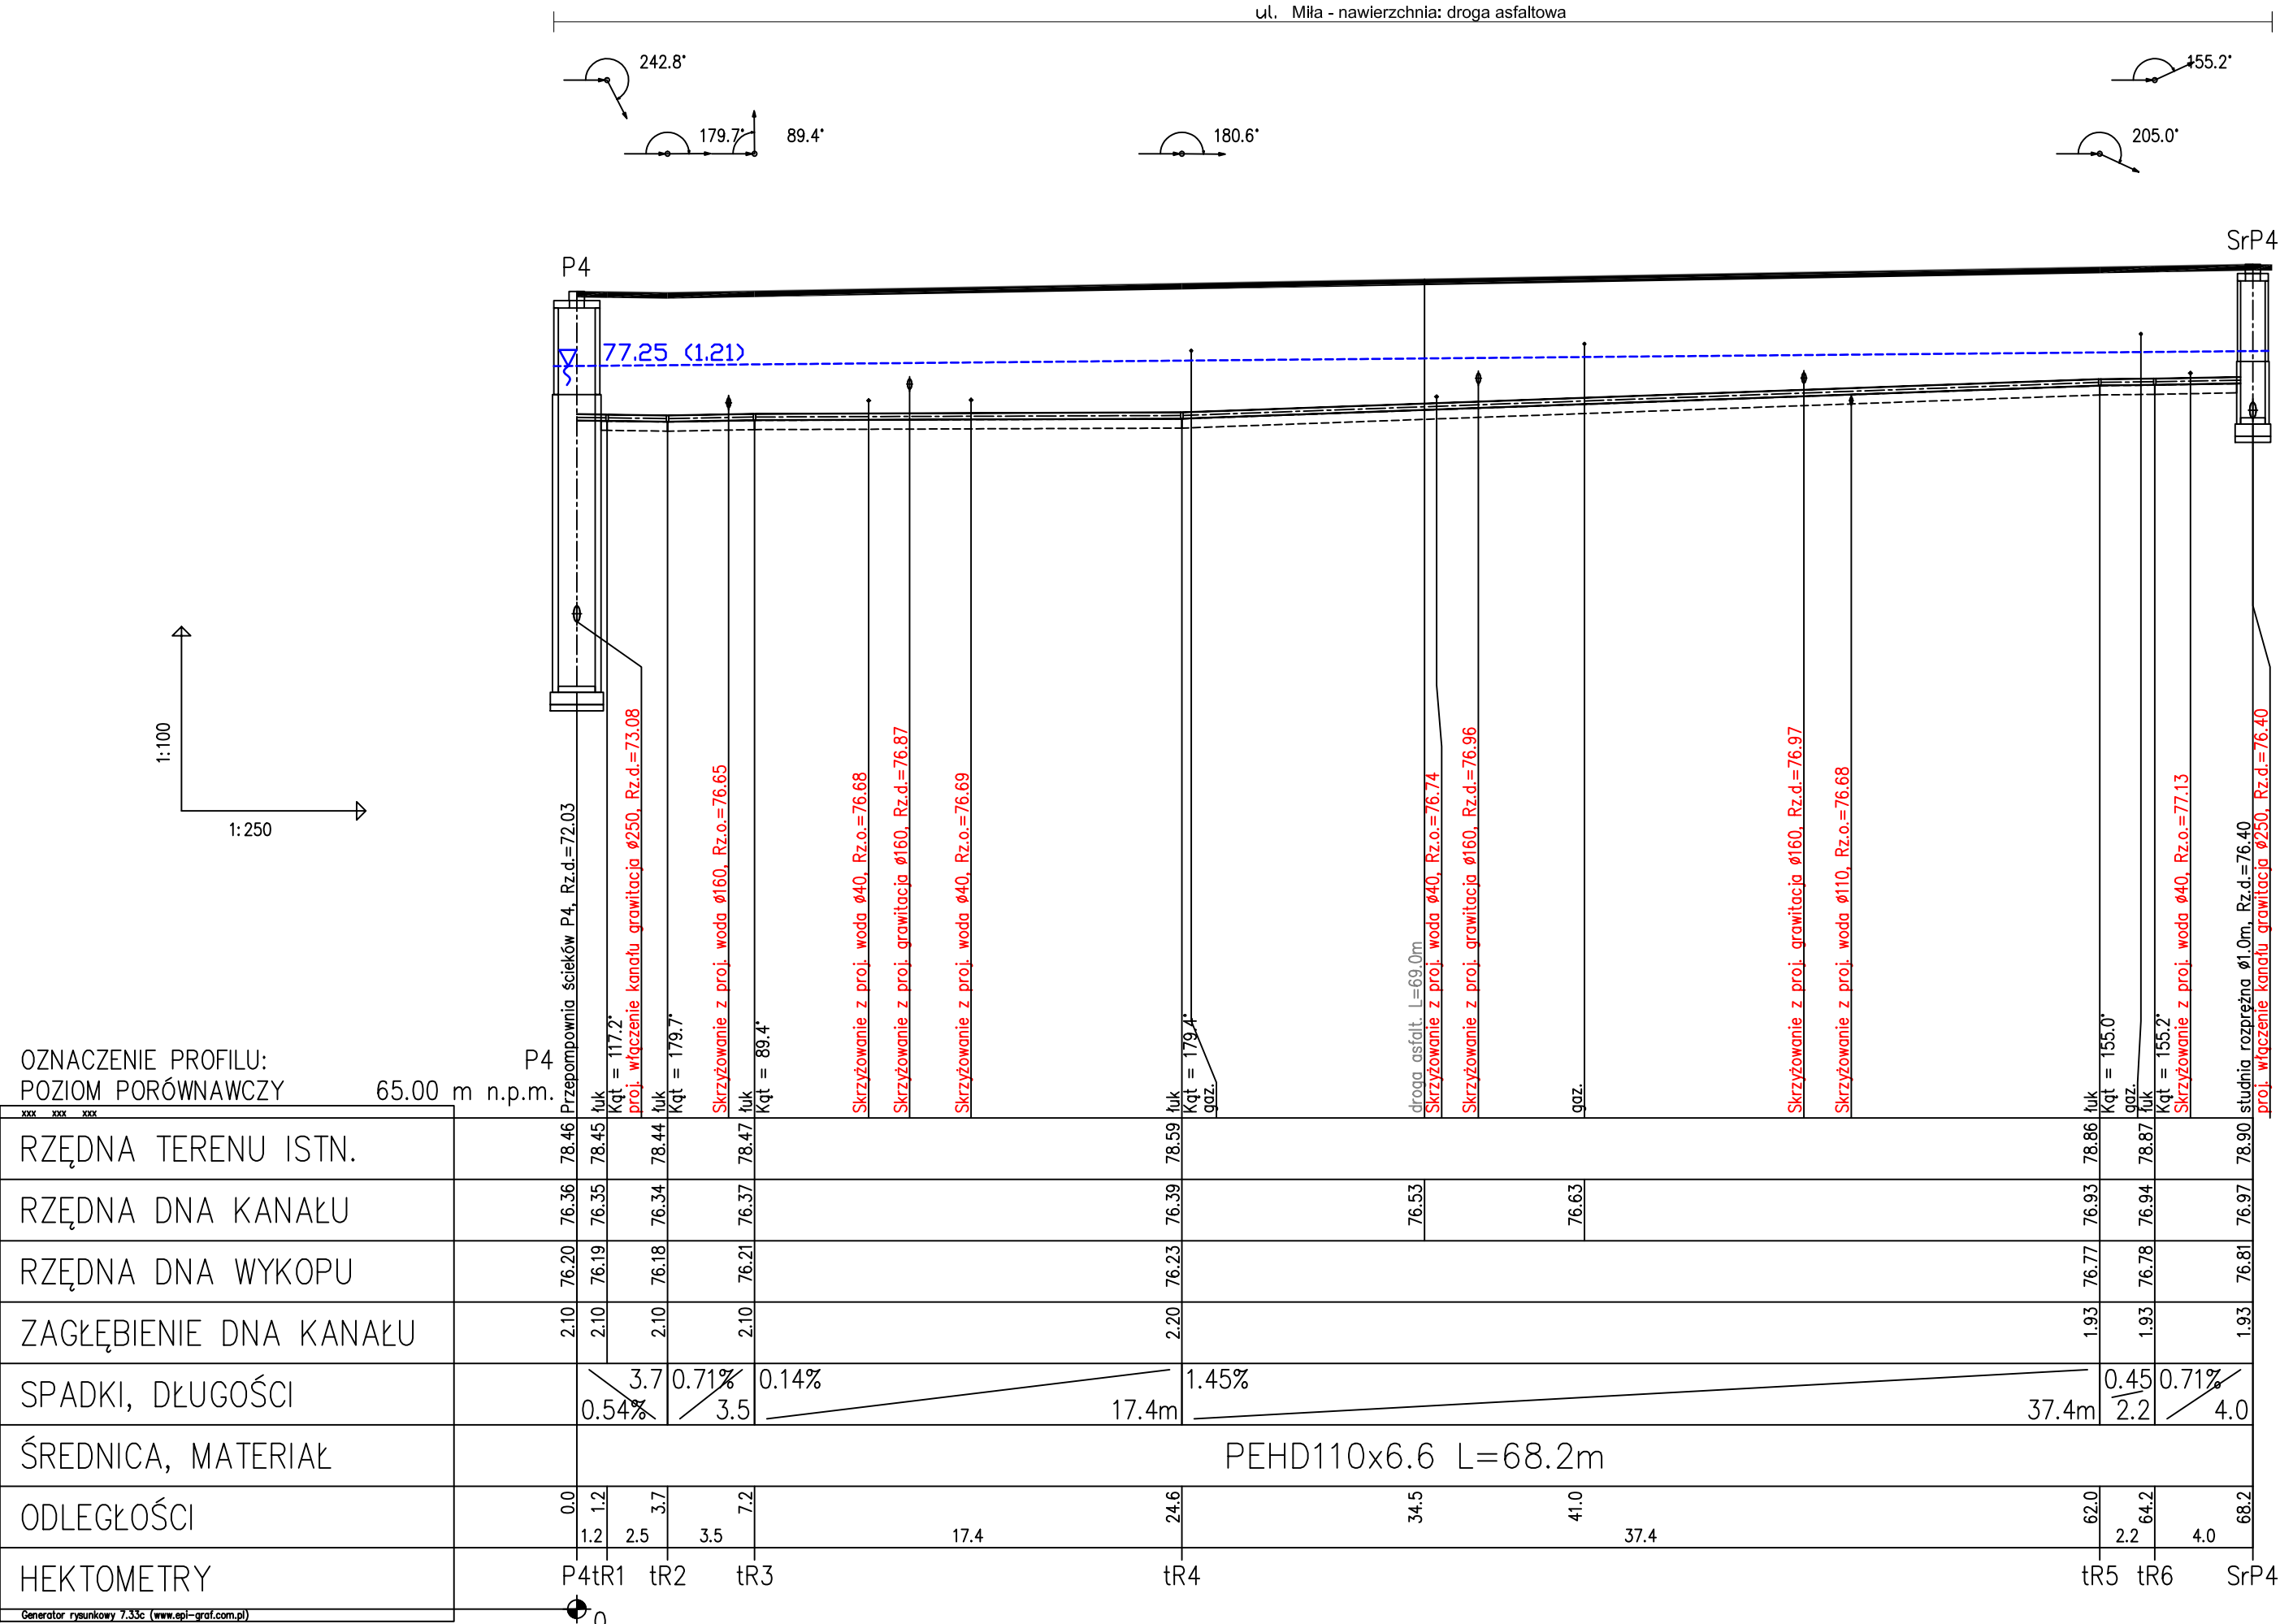 ul. Miła - nawierzchnia: droga asfaltowa
242.8°
155.2°
179.7°
89.4°
180.6°
205.0°
P4
SrP4
77.25 (1.21)
1:100
1:250
Przepompownia ścieków P4, Rz.d.=72.03
łuk
Kąt = 117.2°
proj. włączenie kanału grawitacja ø250, Rz.d.=73.08
łuk
Kąt = 179.7°
Skrzyżowanie z proj. woda ø160, Rz.o.=76.65
łuk
Kąt = 89.4°
Skrzyżowanie z proj. woda ø40, Rz.o.=76.68
Skrzyżowanie z proj. grawitacja ø160, Rz.d.=76.87
Skrzyżowanie z proj. woda ø40, Rz.o.=76.69
łuk
Kąt = 179.4°
gaz.
droga asfalt. L=69.0m
Skrzyżowanie z proj. woda ø40, Rz.o.=76.74
Skrzyżowanie z proj. grawitacja ø160, Rz.d.=76.96
gaz.
Skrzyżowanie z proj. grawitacja ø160, Rz.d.=76.97
Skrzyżowanie z proj. woda ø110, Rz.o.=76.68
łuk
Kąt = 155.0°
gaz.
łuk
Kąt = 155.2°
Skrzyżowanie z proj. woda ø40, Rz.o.=77.13
studnia rozprężna ø1.0m, Rz.d.=76.40
proj. włączenie kanału grawitacja ø250, Rz.d.=76.40
OZNACZENIE PROFILU: P4
POZIOM PORÓWNAWCZY 65.00 m n.p.m.
xxx xxx xxx
RZĘDNA TERENU ISTN. 78.46 78.45 78.44 78.47 78.59 78.86 78.87 78.90
RZĘDNA DNA KANAŁU 76.36 76.35 76.34 76.37 76.39 76.53 76.63 76.93 76.94 76.97
RZĘDNA DNA WYKOPU 76.20 76.19 76.18 76.21 76.23 76.77 76.78 76.81
ZAGŁĘBIENIE DNA KANAŁU 2.10 2.10 2.10 2.10 2.20 1.93 1.93 1.93
SPADKI, DŁUGOŚCI
3.7 0.71% 0.14% 1.45% 0.45 0.71%
0.54% 3.5 17.4m 37.4m 2.2 4.0
ŚREDNICA, MATERIAŁ PEHD110x6.6 L=68.2m
ODLEGŁOŚCI 0.0 1.2 3.7 7.2 24.6 34.5 41.0 62.0 64.2 68.2
1.2 2.5 3.5 17.4 37.4 2.2 4.0
HEKTOMETRY P4 tR1 tR2 tR3 tR4 tR5 tR6 SrP4
Generator rysunkowy 7.33c (www.epi-graf.com.pl)
0